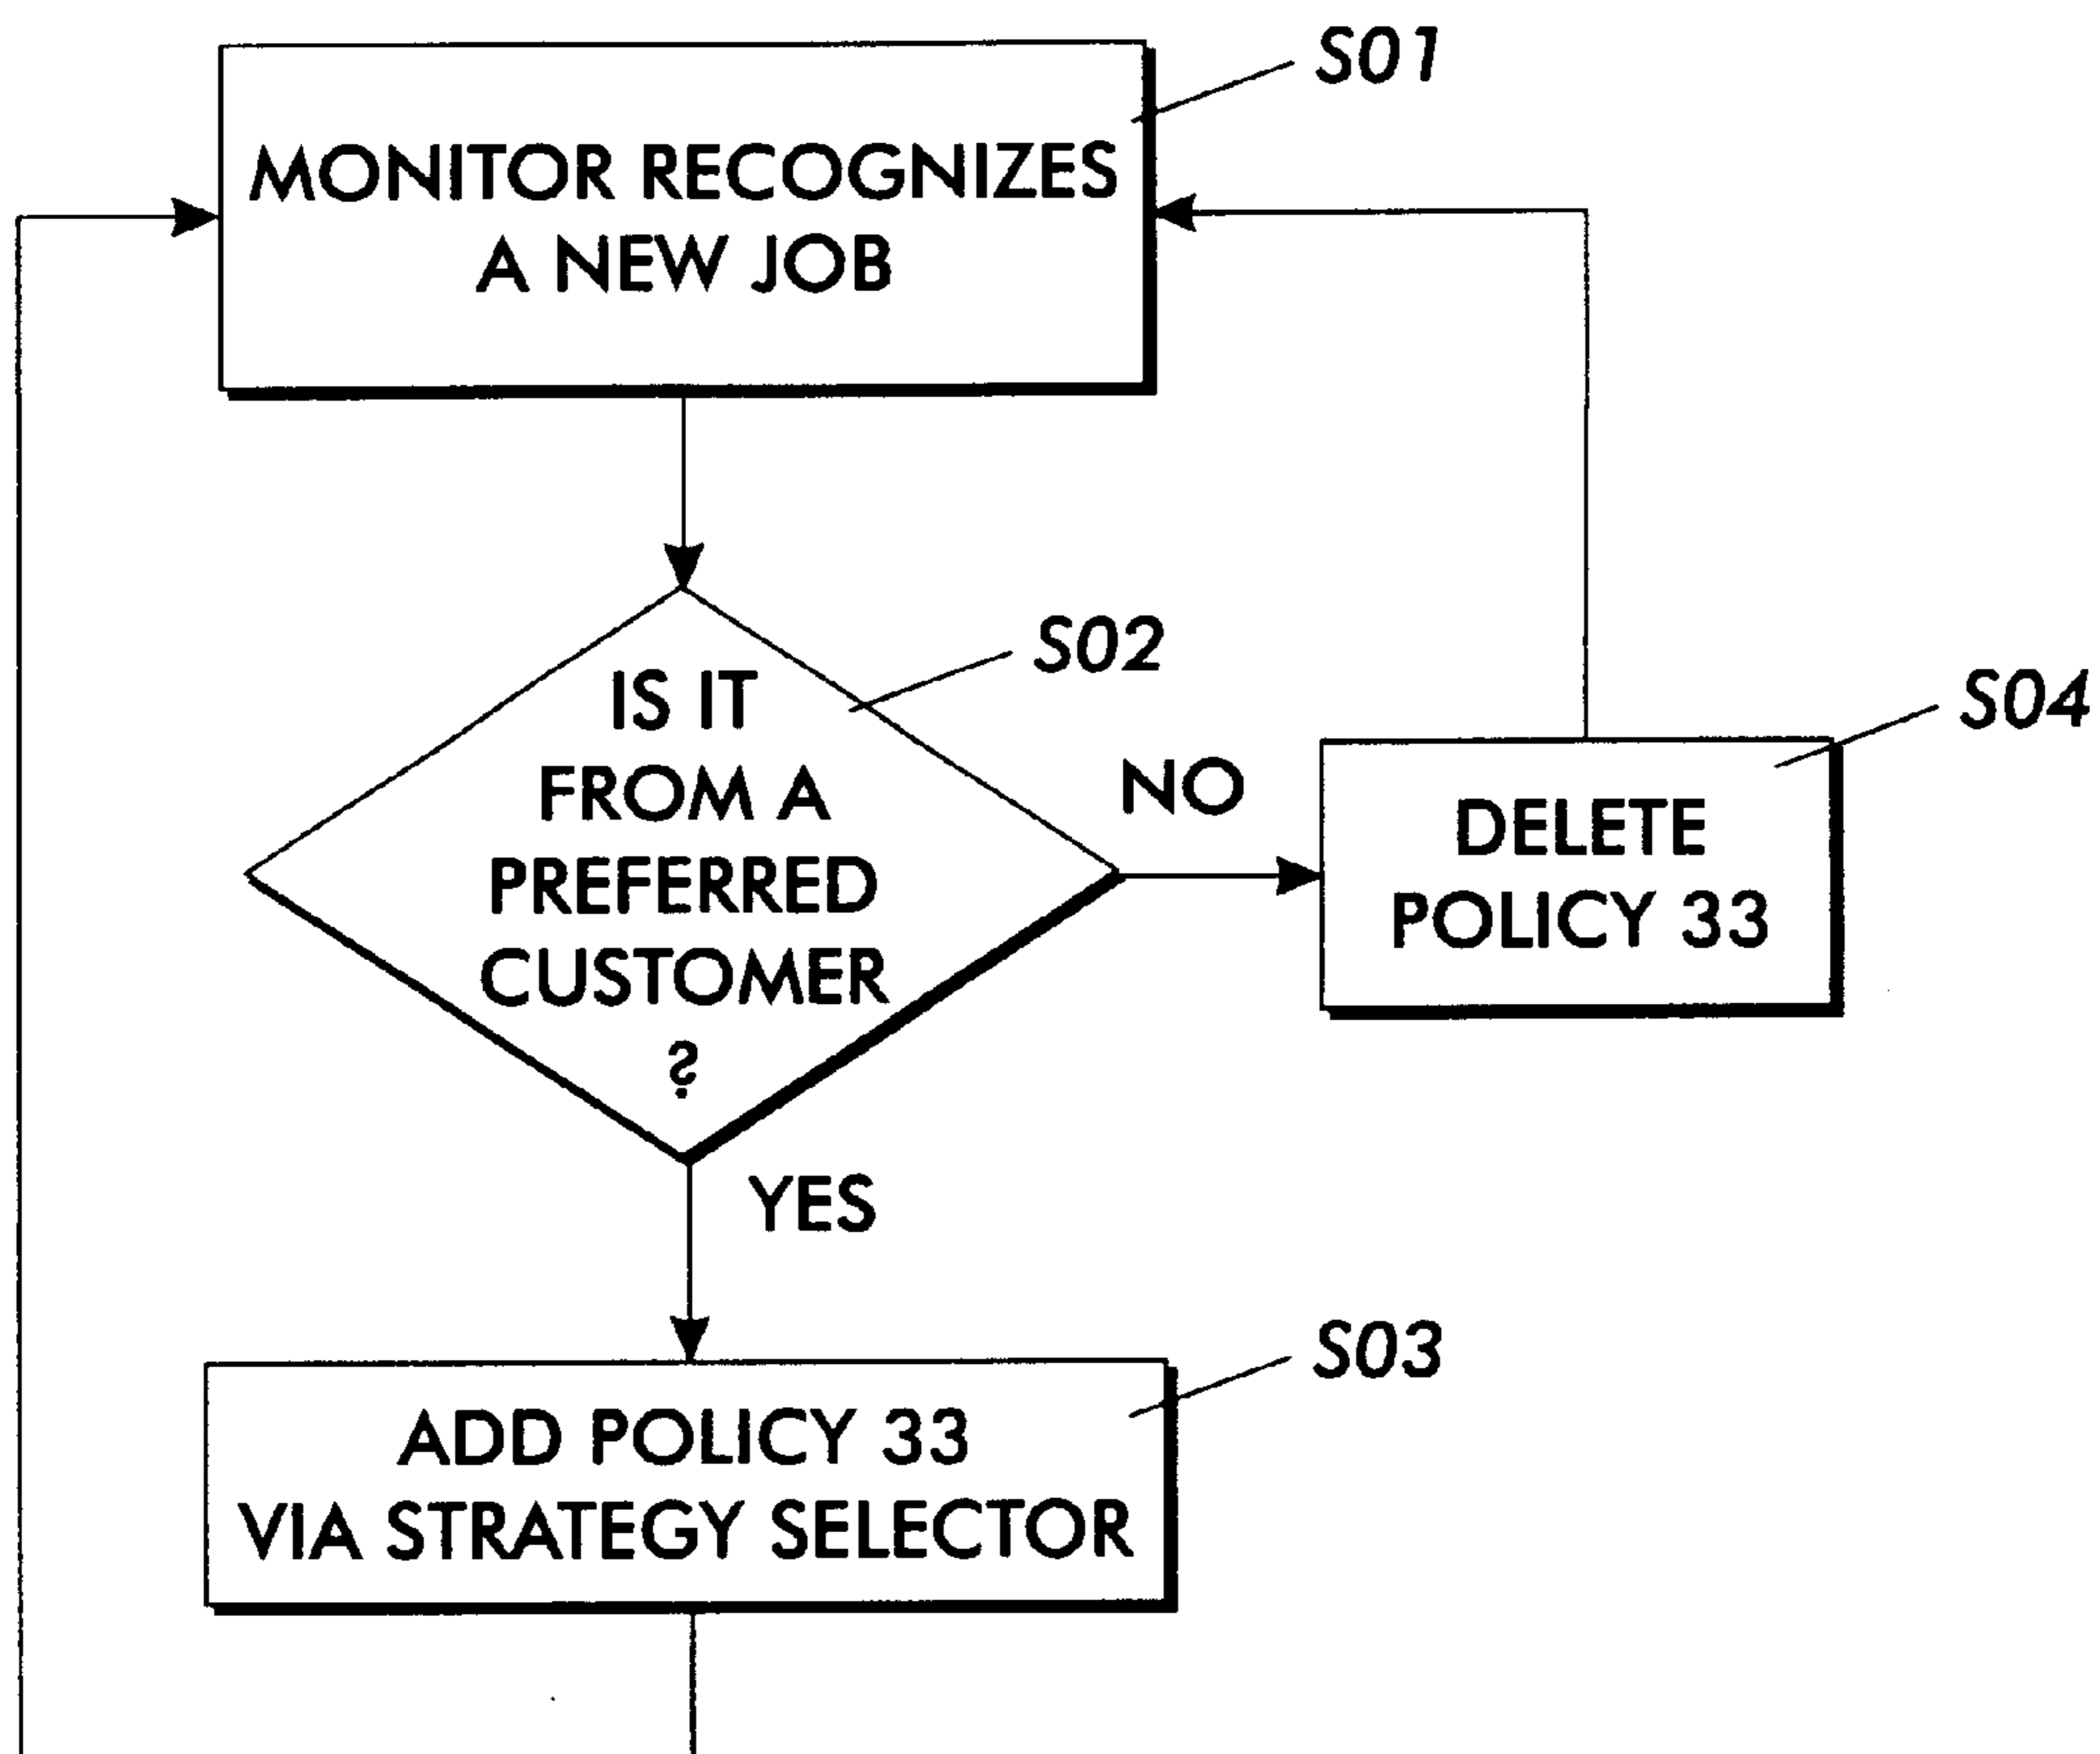 S01
MONITOR RECOGNIZES
A NEW JOB
S02
IS IT
FROM A
PREFERRED
CUSTOMER
?
NO
S04
DELETE
POLICY 33
YES
S03
ADD POLICY 33
VIA STRATEGY SELECTOR